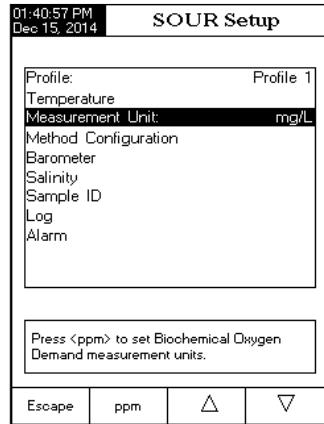 01:40:57 PM
Dec 15, 2014
SOUR Setup
Profile: Profile 1
Temperature
Measurement Unit: mg/L
Method Configuration
Barometer
Salinity
Sample ID
Log
Alarm
Press <ppm> to set Biochemical Oxygen
Demand measurement units.
Escape ppm △ ▽